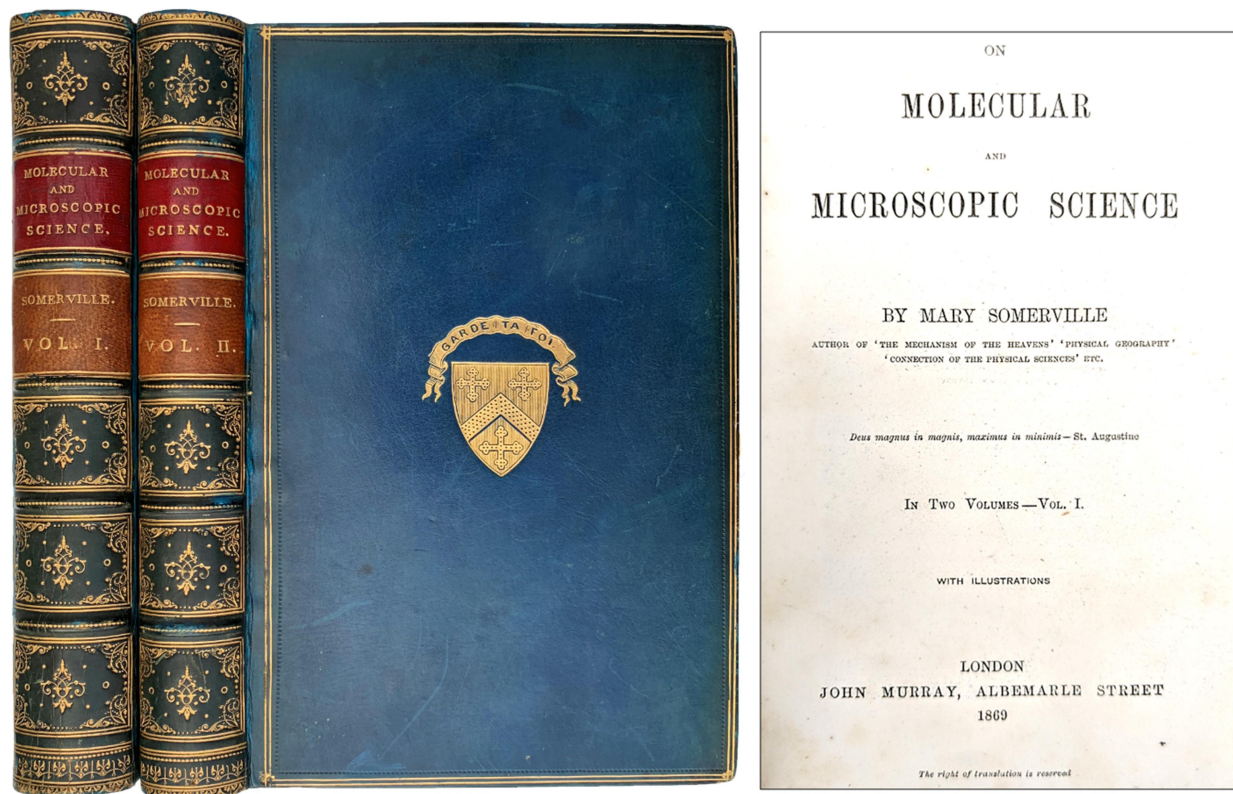 MOLECULAR
AND
MICROSCOPIC
SCIENCE.
SOMERVILLE.
VOL. I.
MOLECULAR
AND
MICROSCOPIC
SCIENCE.
SOMERVILLE.
VOL. II.
GARDE TA FOI
ON
MOLECULAR
AND
MICROSCOPIC SCIENCE
BY MARY SOMERVILLE
AUTHOR OF 'THE MECHANISM OF THE HEAVENS' 'PHYSICAL GEOGRAPHY'
'CONNECTION OF THE PHYSICAL SCIENCES' ETC.
Deus magnus in magnis, maximus in minimis—St. Augustine
IN TWO VOLUMES—VOL. I.
WITH ILLUSTRATIONS
LONDON
JOHN MURRAY, ALBEMARLE STREET
1869
The right of translation is reserved